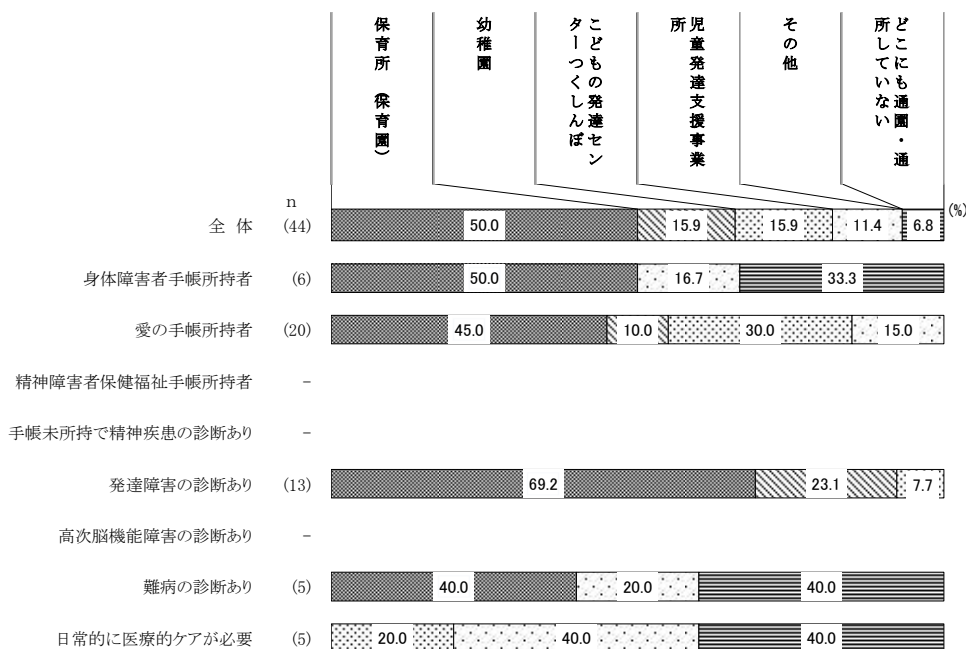 保育所（保育園）
幼稚園
こどもの発達セン
ターつくしんぼ
児童発達支援事業
所
その他
どこにも通園・通
所していない
(%)
n
全 体 (44) 50.0 15.9 15.9 11.4 6.8
身体障害者手帳所持者 (6) 50.0 16.7 33.3
愛の手帳所持者 (20) 45.0 10.0 30.0 15.0
精神障害者保健福祉手帳所持者 －
手帳未所持で精神疾患の診断あり －
発達障害の診断あり (13) 69.2 23.1 7.7
高次脳機能障害の診断あり －
難病の診断あり (5) 40.0 20.0 40.0
日常的に医療的ケアが必要 (5) 20.0 40.0 40.0